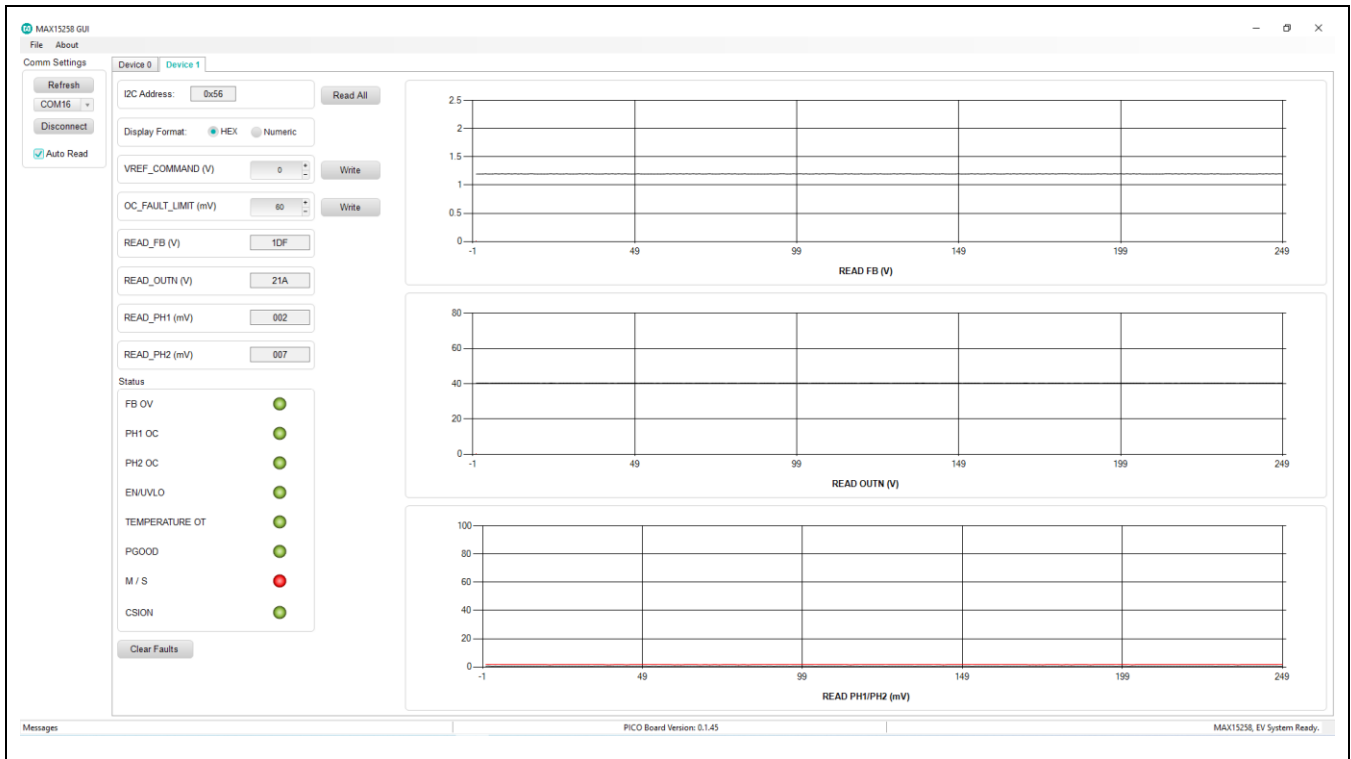 MAX15258 GUI
File About
Comm Settings
Refresh
COM16
Disconnect
Auto Read
Device 0 Device 1
I2C Address: 0x56 Read All
Display Format: HEX Numeric
VREF_COMMAND (V) 0 Write
OC_FAULT_LIMIT (mV) 60 Write
READ_FB (V) 1DF
READ_OUTN (V) 21A
READ_PH1 (mV) 002
READ_PH2 (mV) 007
Status
FB OV
PH1 OC
PH2 OC
EN/UVLO
TEMPERATURE OT
PGOOD
M / S
CSION
Clear Faults
2.5
2
1.5
1
0.5
0
-1 49 99 149 199 249
READ FB (V)
80
60
40
20
0
-1 49 99 149 199 249
READ OUTN (V)
100
80
60
40
20
0
-1 49 99 149 199 249
READ PH1/PH2 (mV)
Messages PICO Board Version: 0.1.45 MAX15258, EV System Ready.